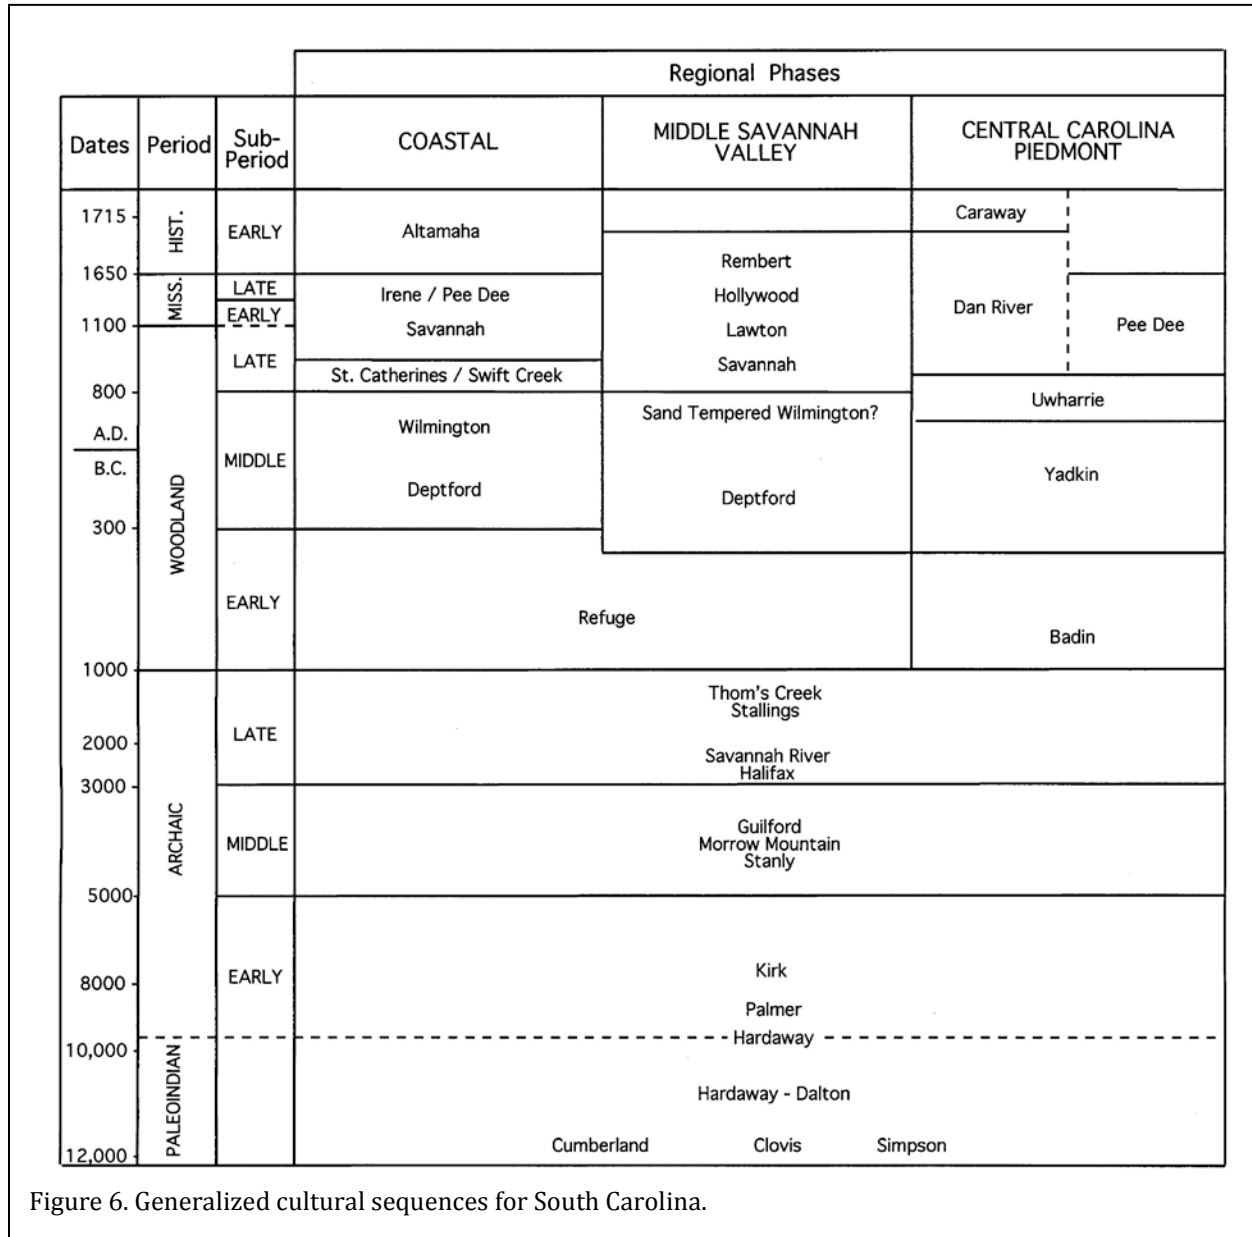 Regional Phases
Dates Period Sub-
Period
COASTAL
MIDDLE SAVANNAH
VALLEY
CENTRAL CAROLINA
PIEDMONT
1715
HIST.
EARLY
Altamaha
Caraway
1650
MISS.
LATE
EARLY
Irene / Pee Dee
Savannah
Rembert
Hollywood
Lawton
Savannah
Dan River
Pee Dee
1100
WOODLAND
LATE
St. Catherines / Swift Creek
800
A.D.
B.C.
MIDDLE
Wilmington
Deptford
Sand Tempered Wilmington?
Deptford
Uwharrie
Yadkin
300
EARLY
Refuge
Badin
1000
ARCHAIC
LATE
Thom's Creek
Stallings
2000
Savannah River
Halifax
3000
MIDDLE
Guilford
Morrow Mountain
Stanly
5000
EARLY
Kirk
8000
Palmer
Hardaway
10,000
PALEOINDIAN
Hardaway - Dalton
Cumberland Clovis Simpson
12,000
Figure 6. Generalized cultural sequences for South Carolina.